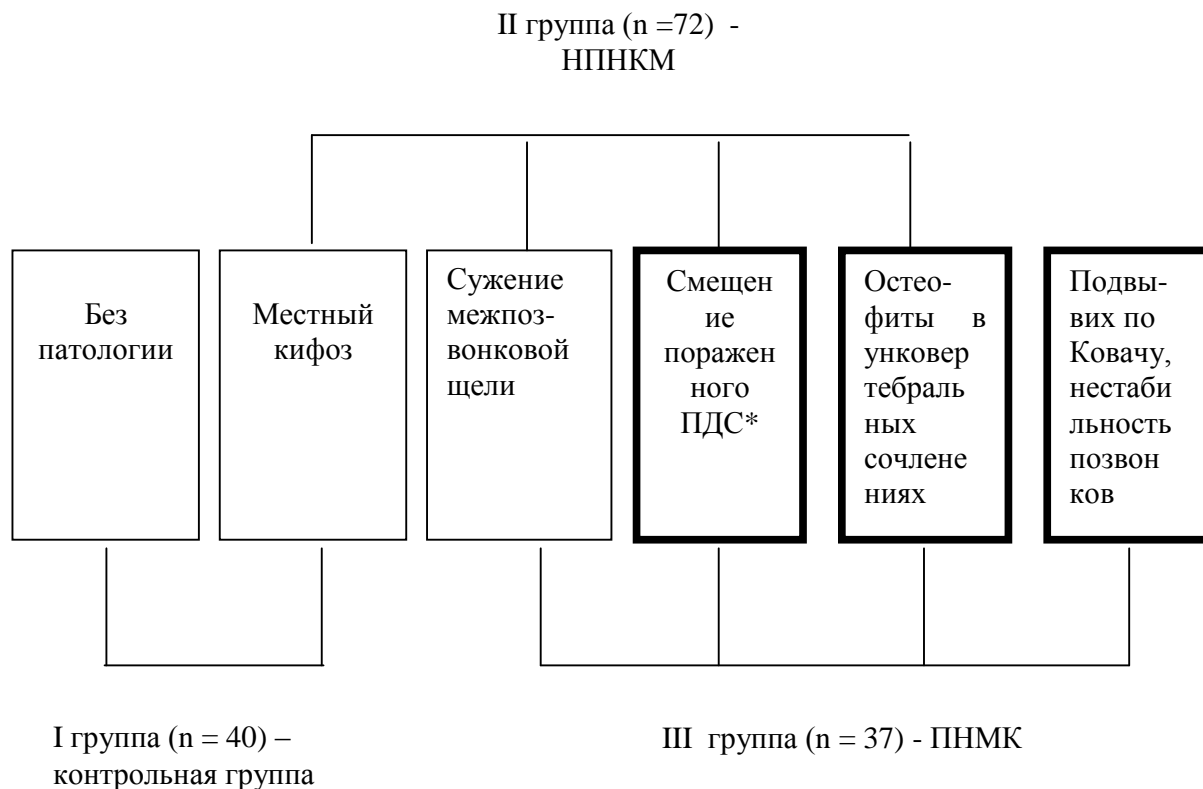 II группа (n =72) -
НПНКМ
Без
патологии
Местный
кифоз
Сужение
межпоз-
вонковой
щели
Смещен
ие
поражен
ного
ПДС*
Остео-
фиты в
унковер
тебраль
ных
сочлене
ниях
Подвы-
вих по
Ковачу,
нестаби
льность
позвон
ков
I группа (n = 40) –
контрольная группа
III группа (n = 37) - ПНМК